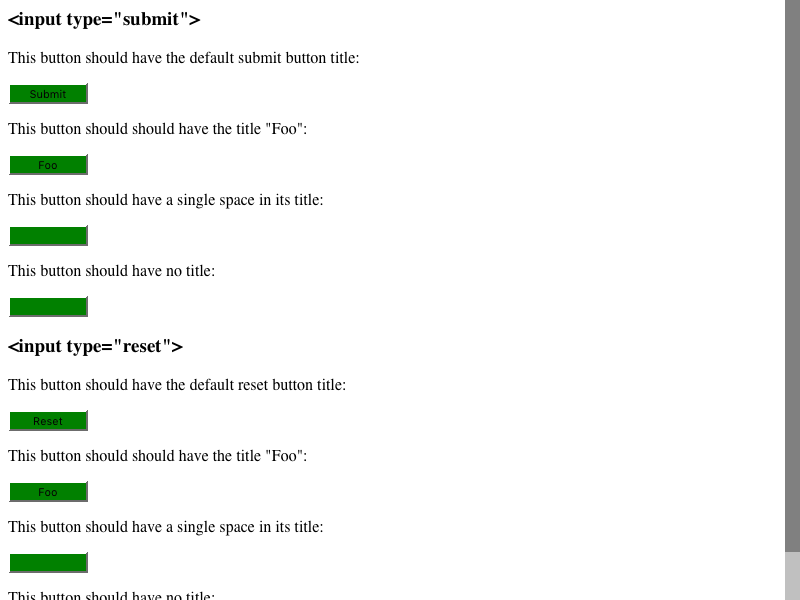 <input type="submit">
This button should have the default submit button title:
Submit
This button should should have the title "Foo":
Foo
This button should have a single space in its title:
This button should have no title:
<input type="reset">
This button should have the default reset button title:
Reset
This button should should have the title "Foo":
Foo
This button should have a single space in its title:
This button should have no title: